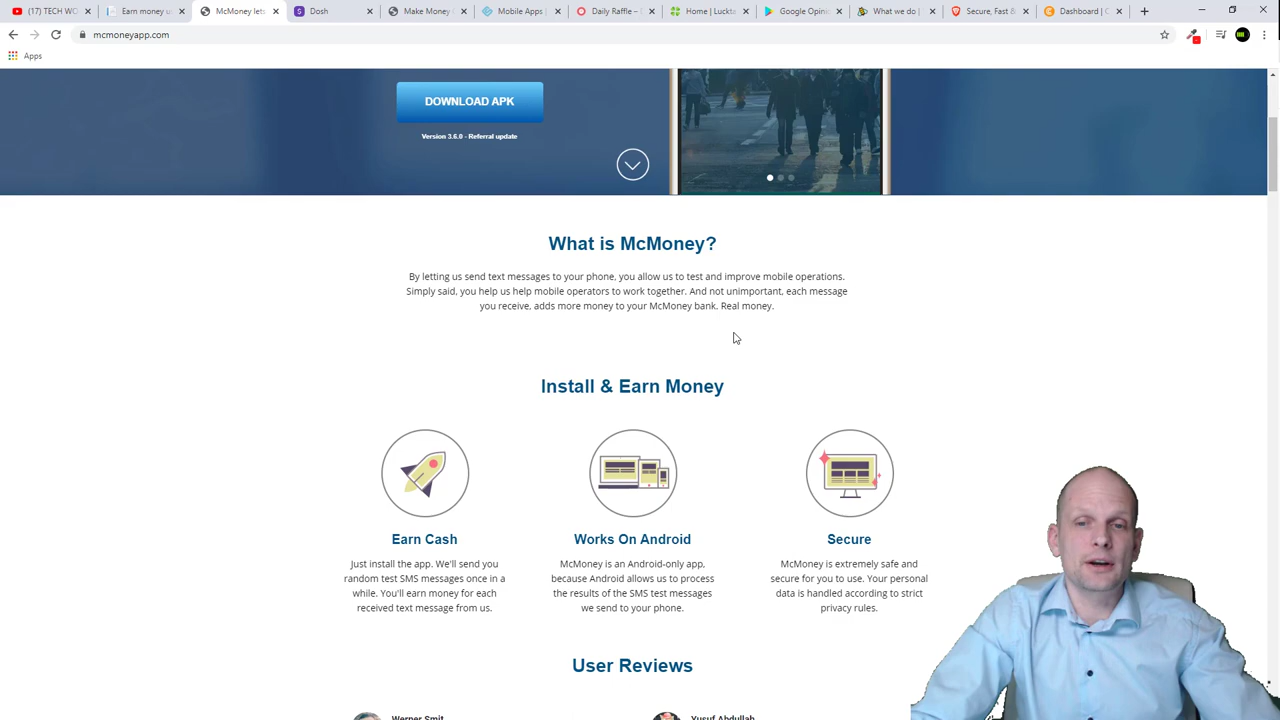 (17) TECH WO
Earn money u
McMoney lets
Dosh
Make Money O
Mobile Apps |
Daily Raffle –
Home | Luckta
Google Opinio
What we do |
Secure, Fast &
Dashboard | C
mcmoneyapp.com
Apps
DOWNLOAD APK
Version 3.6.0 - Referral update
What is McMoney?
By letting us send text messages to your phone, you allow us to test and improve mobile operations.
Simply said, you help us help mobile operators to work together. And not unimportant, each message
you receive, adds more money to your McMoney bank. Real money.
Install & Earn Money
Earn Cash
Just install the app. We'll send you
random test SMS messages once in a
while. You'll earn money for each
received text message from us.
Works On Android
McMoney is an Android-only app,
because Android allows us to process
the results of the SMS test messages
we send to your phone.
Secure
McMoney is extremely safe and
secure for you to use. Your personal
data is handled according to strict
privacy rules.
User Reviews
Werner Smit
Yusuf Abdullah